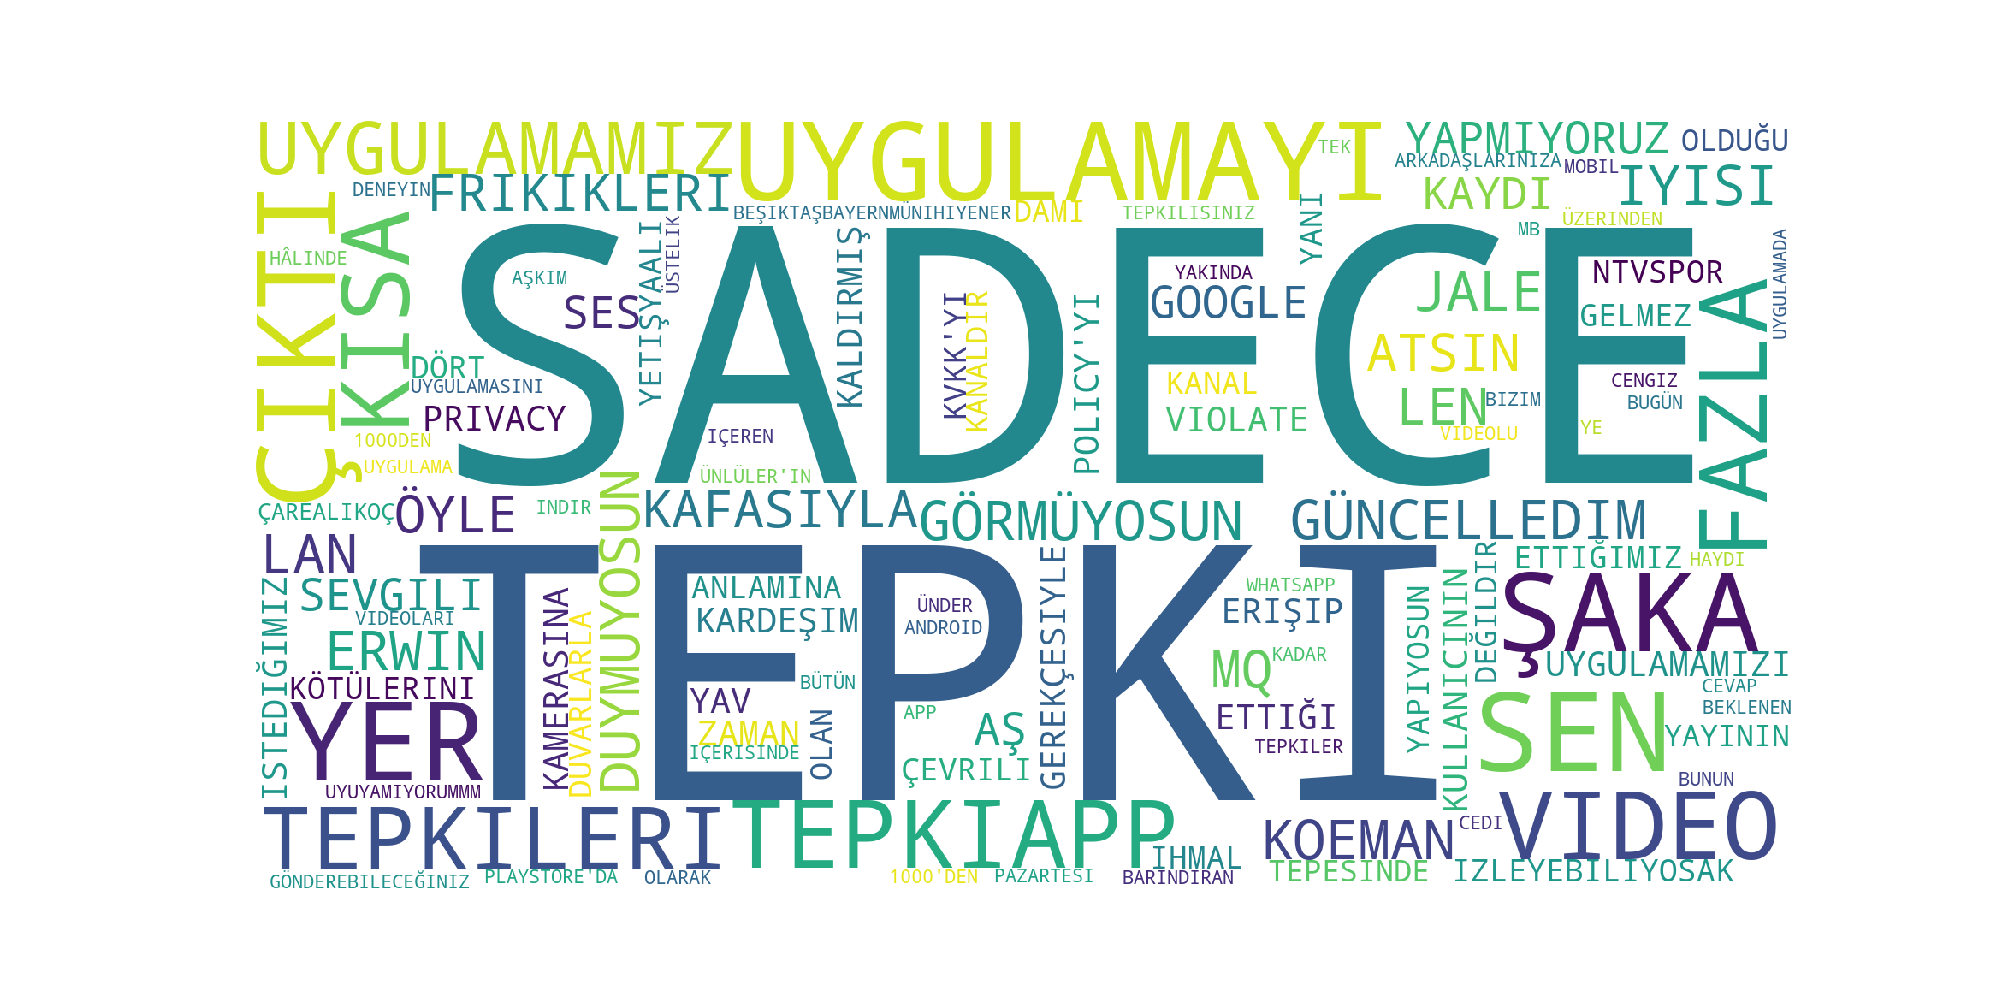 UYGULAMAMIZ
UYGULAMAYI
TEK
YAPMIYORUZ
OLDUĞU
ARKADAŞLARINIZA
MOBIL
IYISI
DENEYIN
FRIKIKLERI
KAYDI
ÇIKTI
KISA
BEŞIKTAŞBAYERNMÜNIHIYENER
DAMI
TEPKILISINIZ
YANI
ÜZERINDEN
MB
SADECE
HÂLINDE
AŞKIM
SES
YETIŞYAALI
ÜSTELIK
KALDIRMIŞ
YAKINDA
GOOGLE
JALE
NTVSPOR
UYGULAMADA
KVKK'YI
KANALDIR
POLICY'YI
GELMEZ
FAZLA
DÖRT
UYGULAMASINI
PRIVACY
ATSIN
KANAL
LEN
BIZIM
CENGIZ
BUGÜN
VIOLATE
VIDEOLU
YE
1000DEN
IÇEREN
UYGULAMA
ÜNLÜLER'IN
ÇAREALIKOÇ
ÖYLE
INDIR
DUYMUYOSUN
KAFASIYLA
GÖRMÜYOSUN
GÜNCELLEDIM
LAN
TEPKI
ETTIĞIMIZ
HAYDI
ISTEDIĞIMIZ
SEVGILI
ANLAMINA
GEREKÇESIYLE
WHATSAPP
DEĞILDIR
ŞAKA
VIDEOLARI
KAMERASINA
DUVARLARLA
KARDEŞIM
ÜNDER
ANDROID
ERIŞIP
YAPIYOSUN
KULLANICININ
ERWIN
KADAR
MQ
UYGULAMAMIZI
KÖTÜLERINI
YAV
BÜTÜN
CEVAP
BEKLENEN
YER
ZAMAN
OLAN
APP
AŞ
ETTIĞI
SEN
YAYININ
IÇERISINDE
TEPKILER
ÇEVRILI
BUNUN
UYUYAMIYORUMMM
TEPKILERI
TEPKIAPP
IHMAL
KOEMAN
CEDI
VIDEO
GÖNDEREBILECEĞINIZ
PLAYSTORE'DA
OLARAK
1000'DEN
PAZARTESI
BARINDIRAN
TEPESINDE
IZLEYEBILIYOSAK